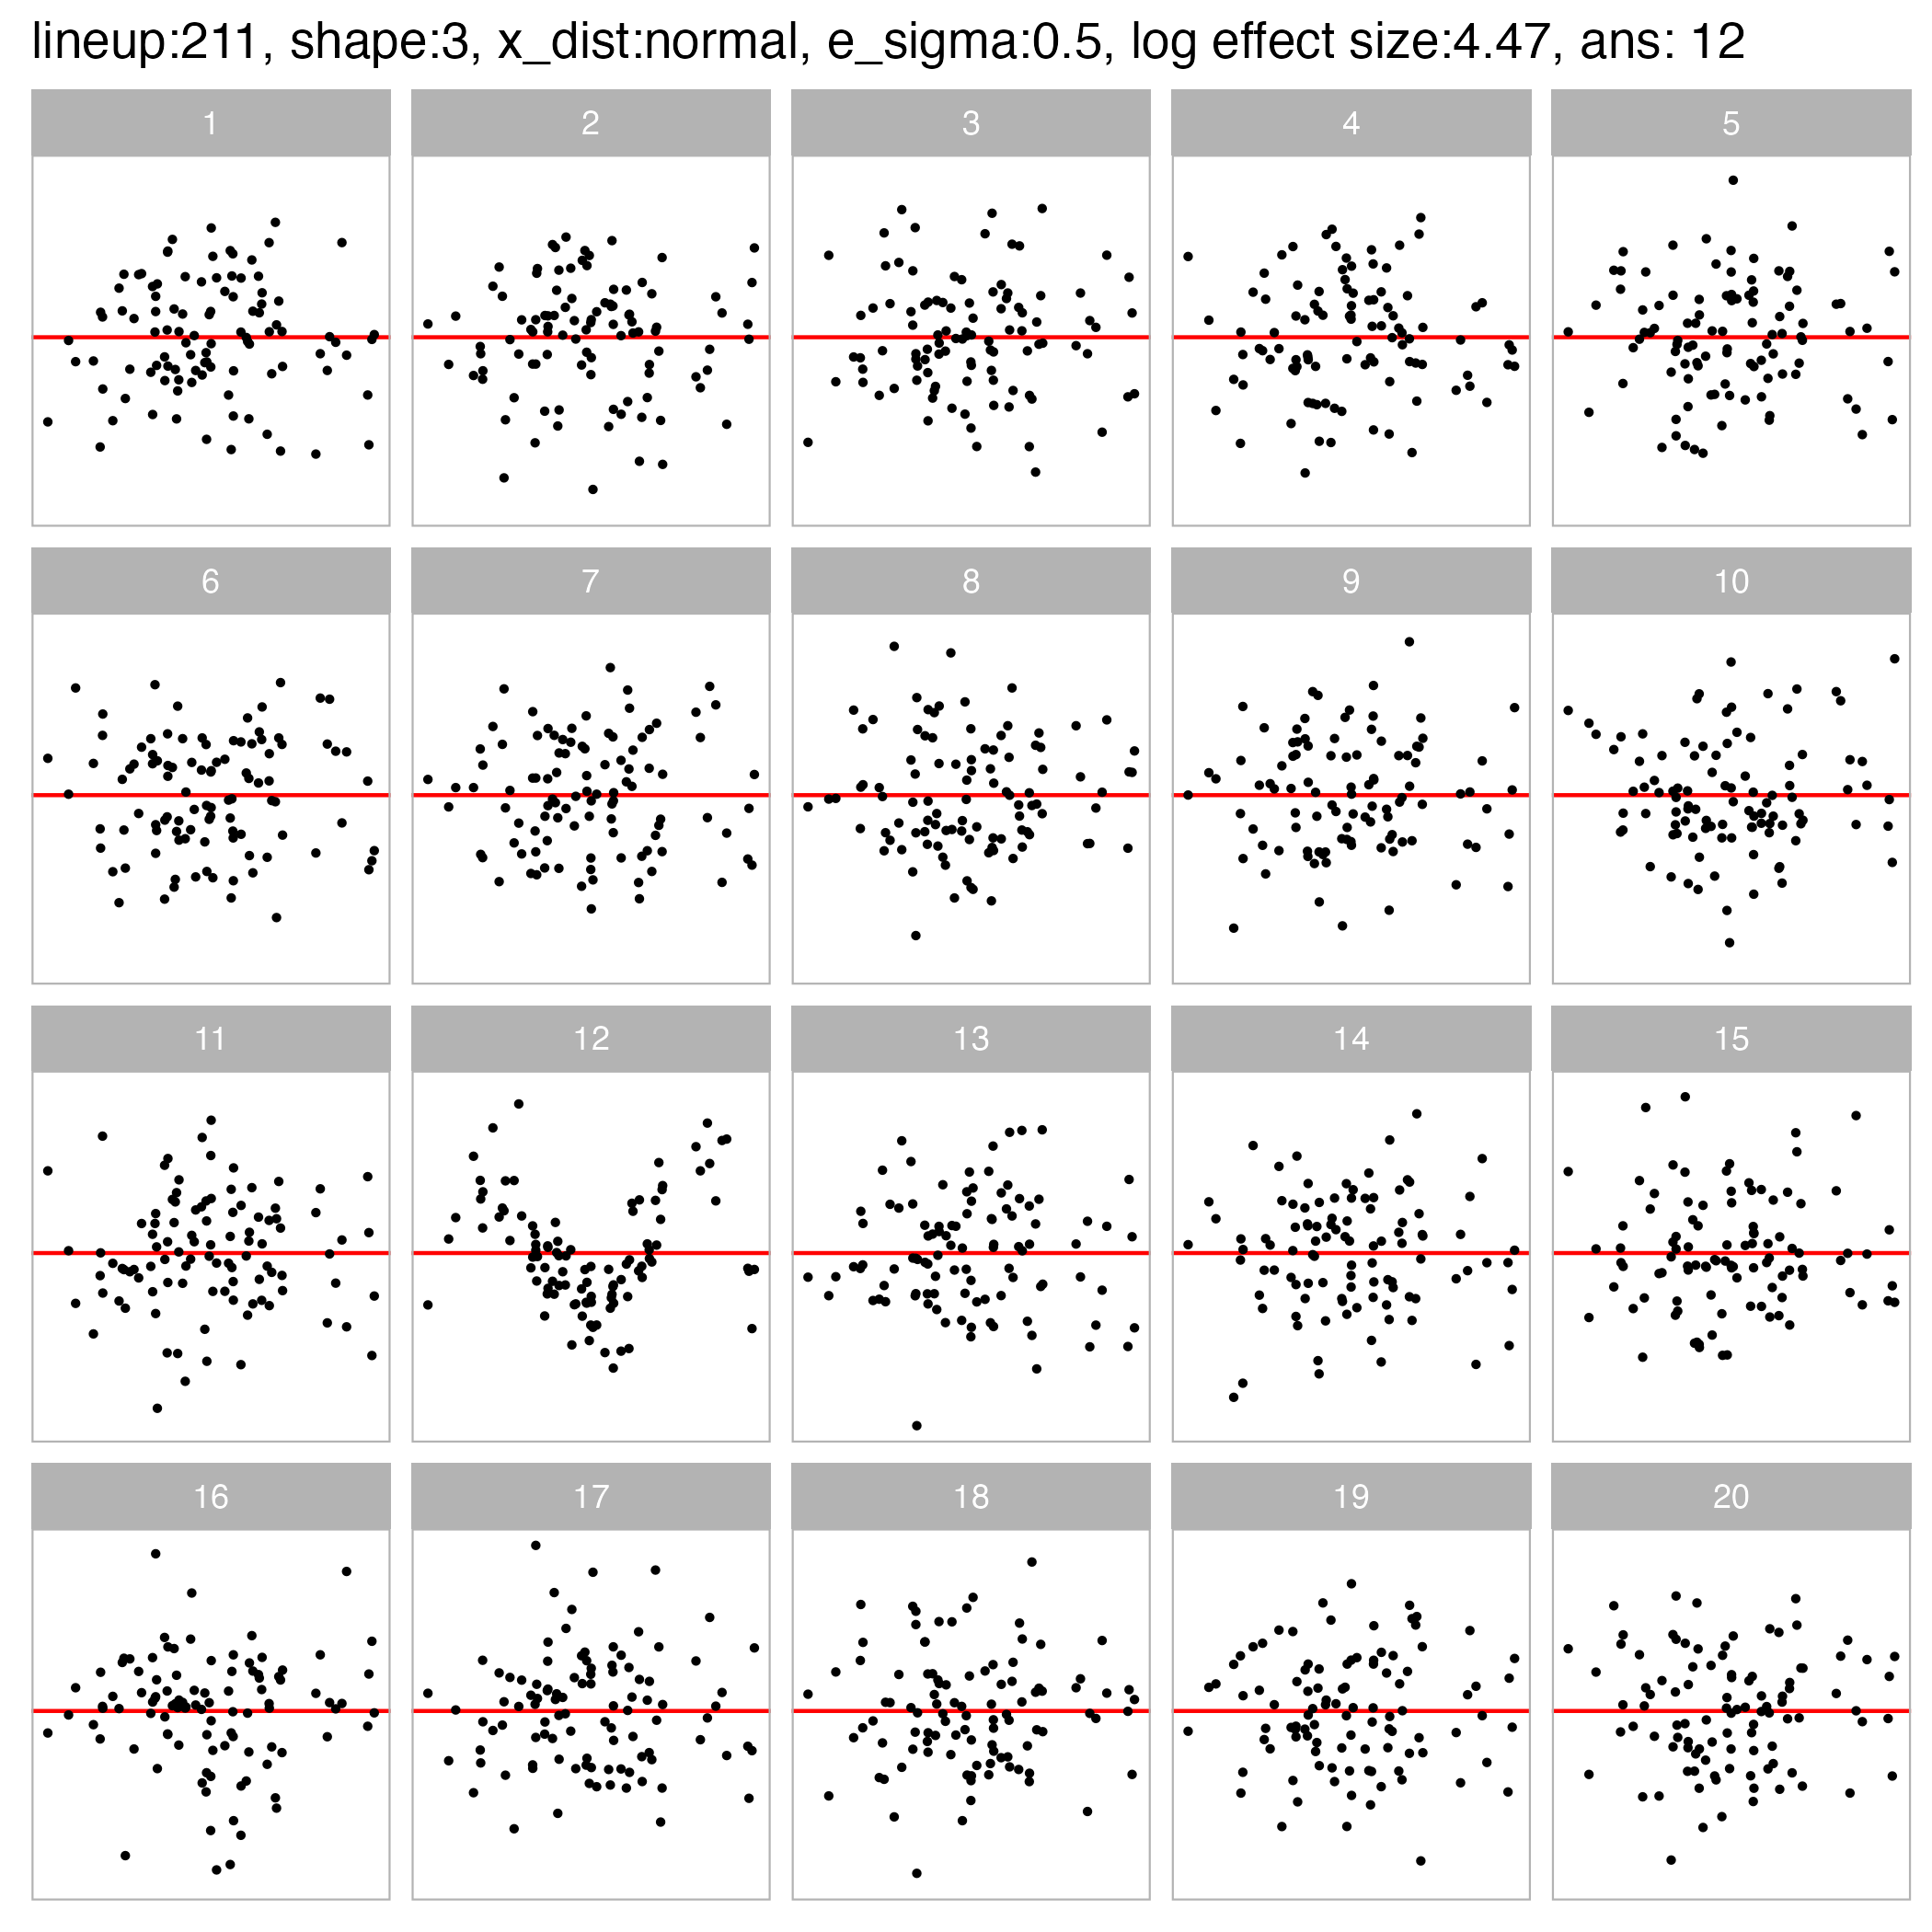 lineup:211, shape:3, x_dist:normal, e_sigma:0.5, log effect size:4.47, ans: 12
1 2 3 4 5
6 7 8 9 10
11 12 13 14 15
16 17 18 19 20